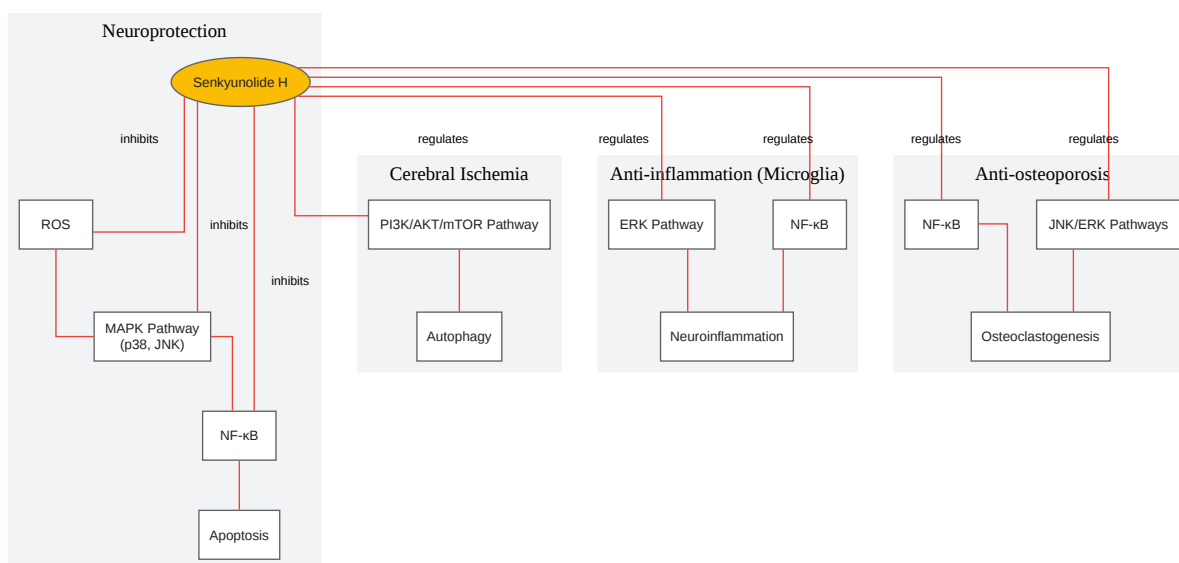 Neuroprotection
Senkyunolide H
inhibits
regulates
regulates
regulates
regulates
regulates
Cerebral Ischemia
Anti-inflammation (Microglia)
Anti-osteoporosis
ROS
inhibits
PI3K/AKT/mTOR Pathway
ERK Pathway
NF-κB
NF-κB
JNK/ERK Pathways
inhibits
MAPK Pathway
(p38, JNK)
Autophagy
Neuroinflammation
Osteoclastogenesis
NF-κB
Apoptosis